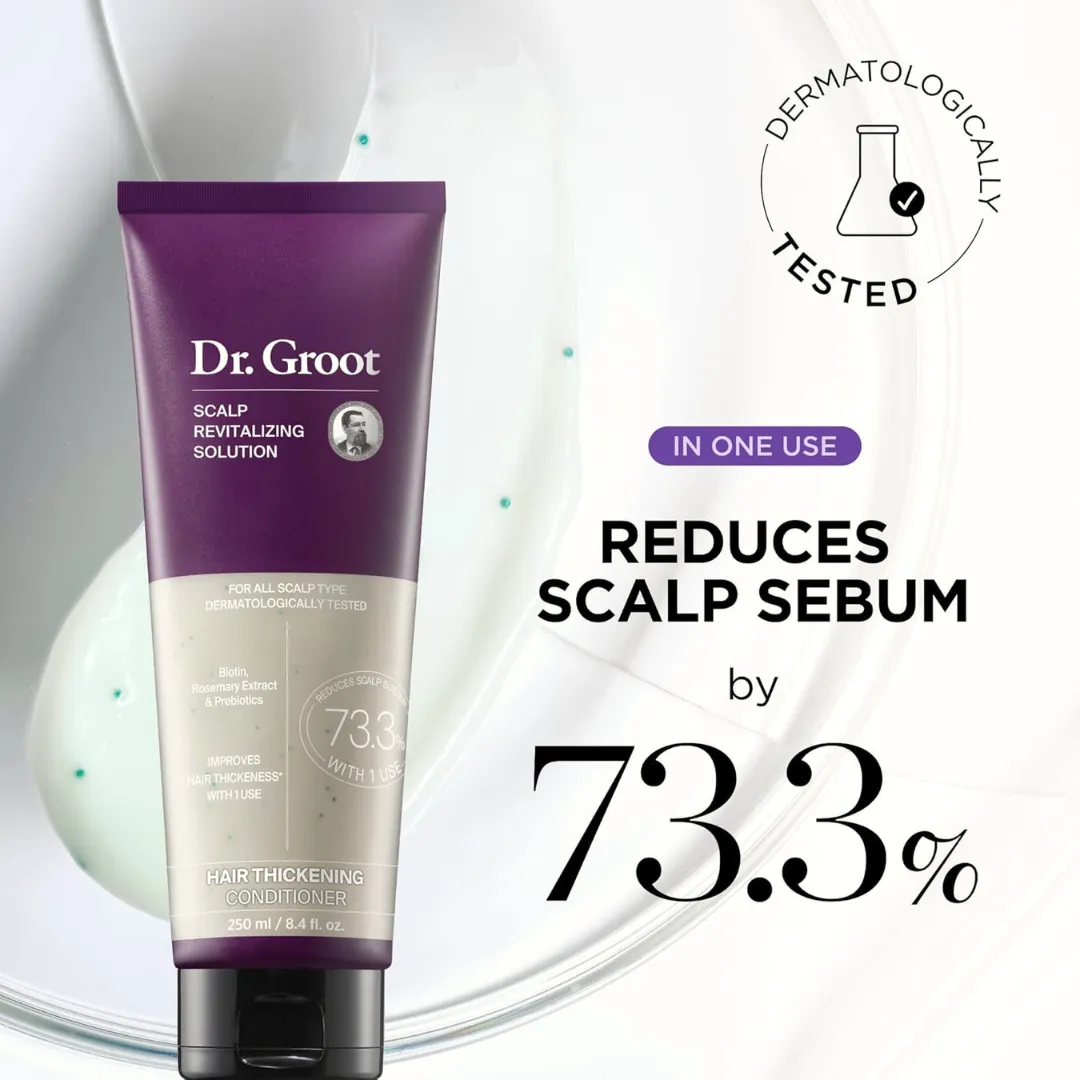 DERMATOLOGICALLY
TESTED
Dr. Groot
SCALP
REVITALIZING
SOLUTION
FOR ALL SCALP TYPE
DERMATOLOGICALLY TESTED
Biotin,
Rosemary Extract
& Prebiotics
REDUCES SCALP
73.3%
WITH 1 USE
IMPROVES
HAIR THICKENESS*
WITH 1 USE
HAIR THICKENING
CONDITIONER
250 ml / 8.4 fl. oz.
IN ONE USE
REDUCES
SCALP SEBUM
by
73.3%